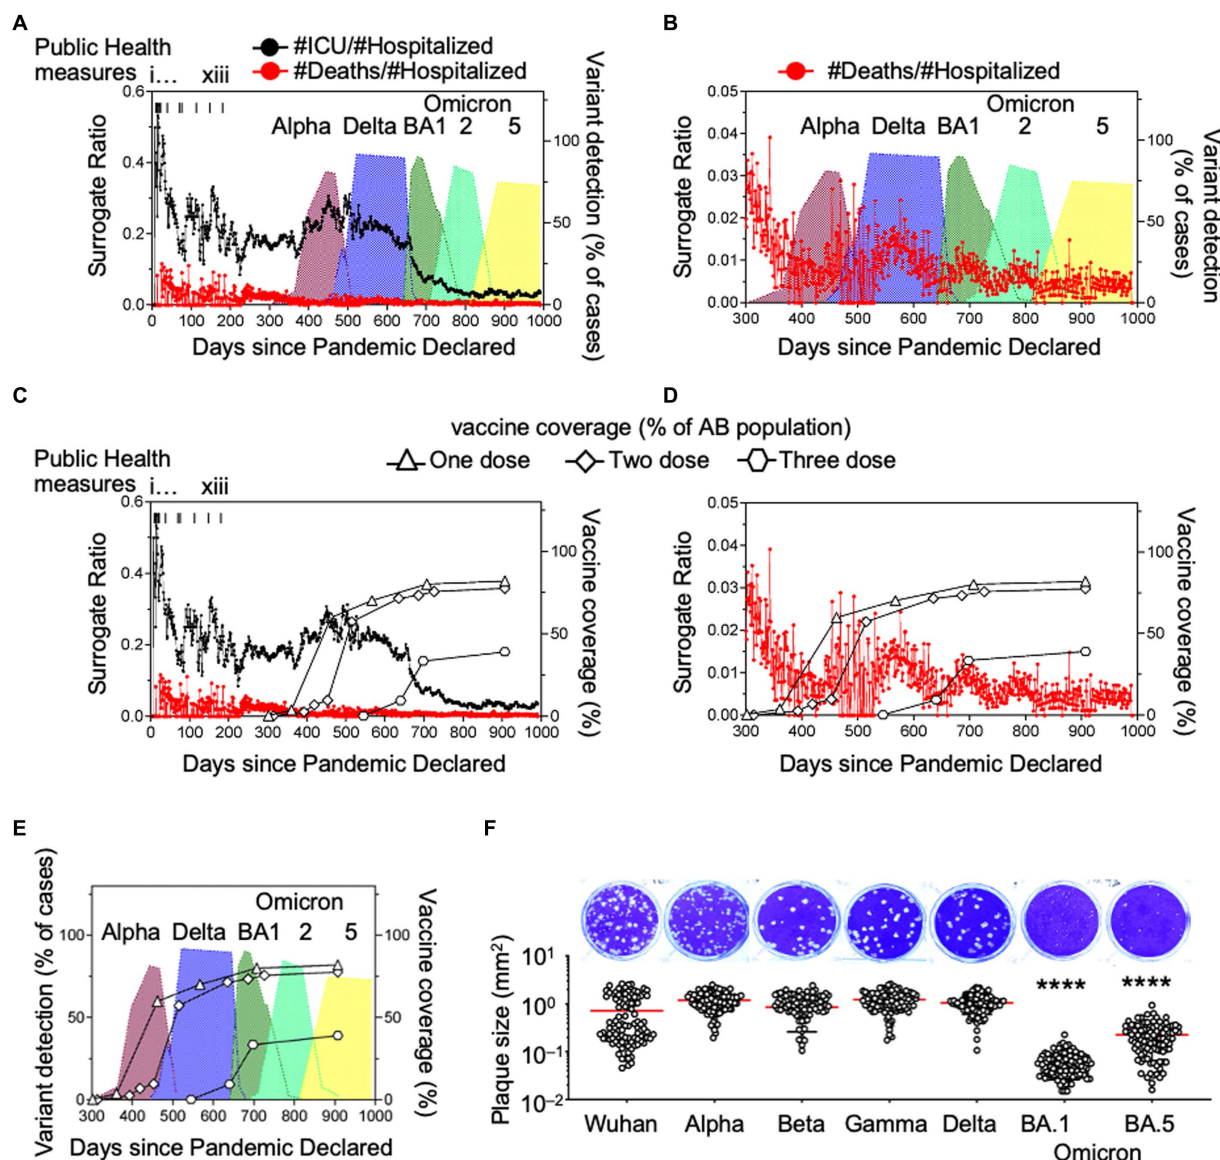 A
Public Health
measures
i... xiii
#ICU/#Hospitalized
#Deaths/#Hospitalized
Omicron
Alpha Delta BA1 2 5
Surrogate Ratio
0.6
0.4
0.2
0.0
100
50
0
Variant detection (% of cases)
0 100 200 300 400 500 600 700 800 900 1000
Days since Pandemic Declared
B
#Deaths/#Hospitalized
Omicron
Alpha Delta BA1 2 5
Surrogate Ratio
0.05
0.04
0.03
0.02
0.01
0.00
100
50
0
Variant detection
(% of cases)
300 400 500 600 700 800 900 1000
Days since Pandemic Declared
C
D
vaccine coverage (% of AB population)
One dose Two dose Three dose
Public Health
measures
i... xiii
Surrogate Ratio
0.6
0.4
0.2
0.0
100
50
0
Vaccine coverage (%)
0 100 200 300 400 500 600 700 800 900 1000
Days since Pandemic Declared
Surrogate Ratio
0.05
0.04
0.03
0.02
0.01
0.00
100
50
0
Vaccine coverage (%)
300 400 500 600 700 800 900 1000
Days since Pandemic Declared
E
Omicron
Alpha Delta BA1 2 5
Variant detection (% of cases)
100
50
0
100
50
0
Vaccine coverage (%)
300 400 500 600 700 800 900 1000
Days since Pandemic Declared
F
Plaque size (mm2)
10 1
10 0
10 -1
10 -2
**** ****
Wuhan Alpha Beta Gamma Delta BA.1 BA.5
Omicron